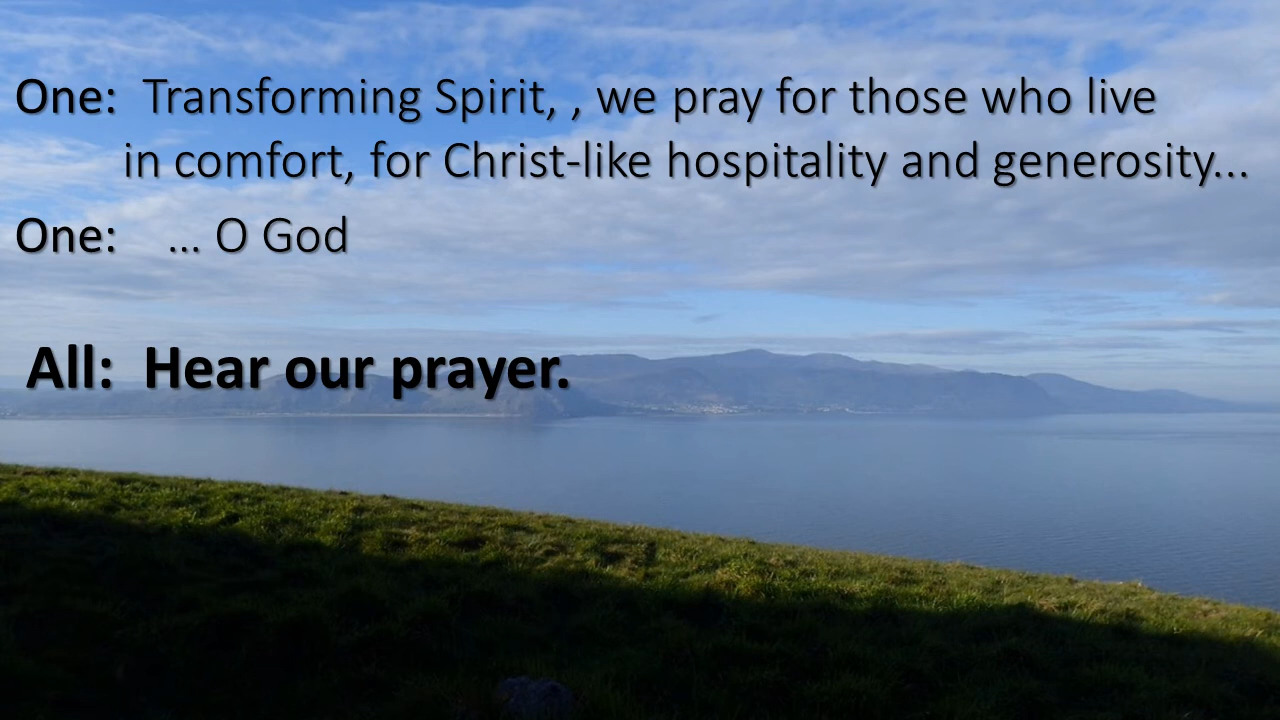 One: Transforming Spirit, , we pray for those who live
in comfort, for Christ-like hospitality and generosity...
One: ... O God
All: Hear our prayer.